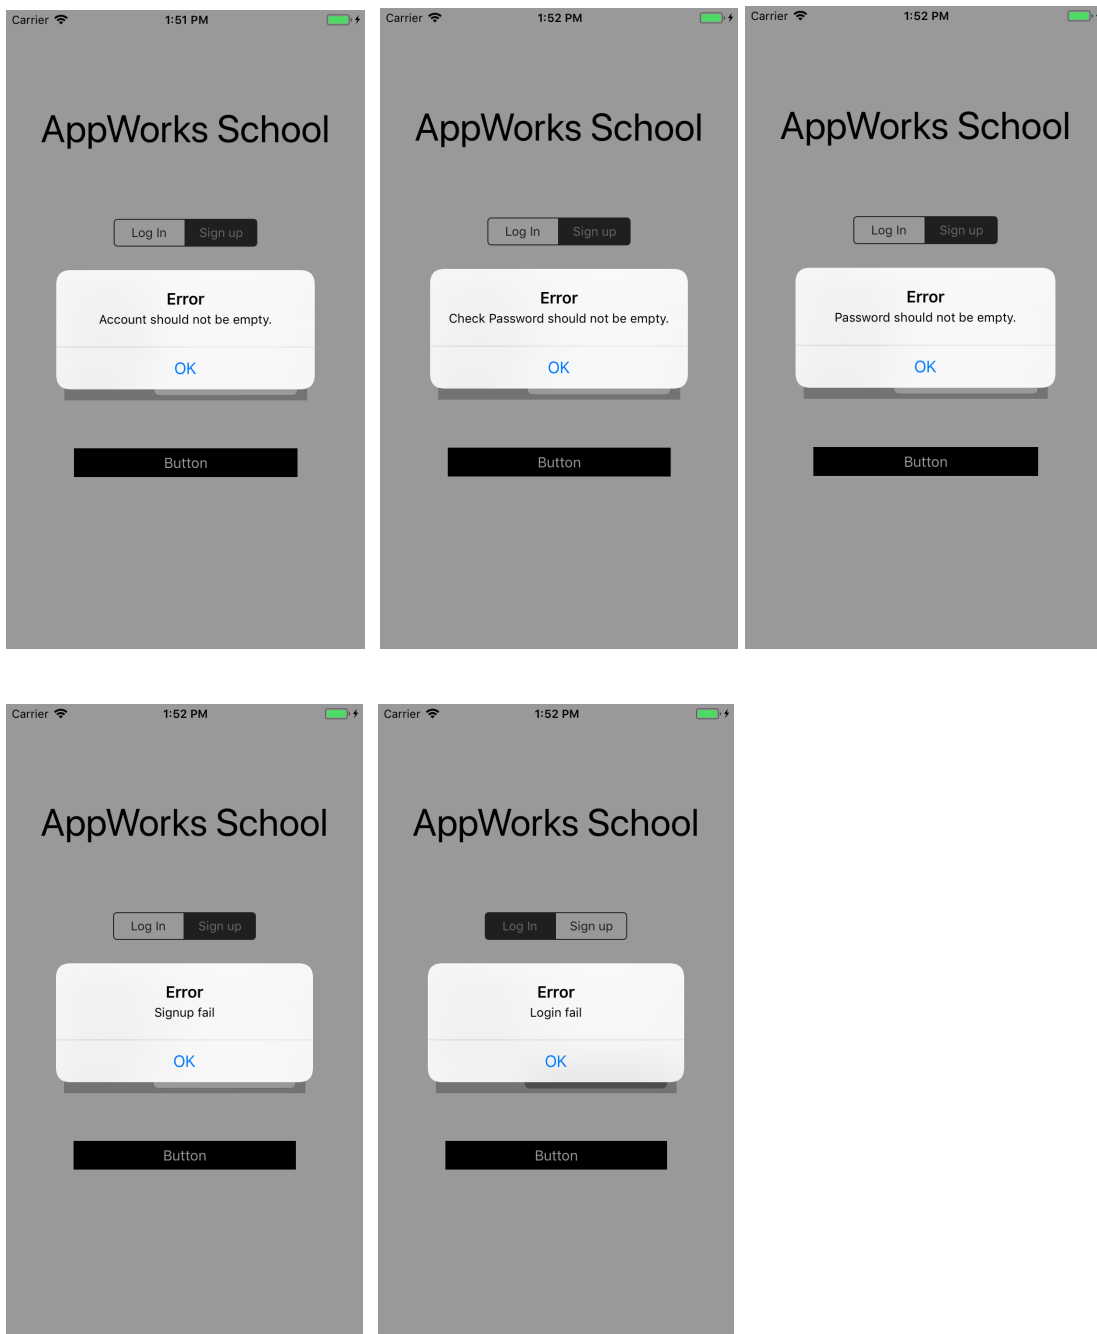 Carrier 1:51 PM
AppWorks School
Log In Sign up
Error
Account should not be empty.
OK
Button
Carrier 1:52 PM
AppWorks School
Log In Sign up
Error
Check Password should not be empty.
OK
Button
Carrier 1:52 PM
AppWorks School
Log In Sign up
Error
Password should not be empty.
OK
Button
Carrier 1:52 PM
AppWorks School
Log In Sign up
Error
Signup fail
OK
Button
Carrier 1:52 PM
AppWorks School
Log In Sign up
Error
Login fail
OK
Button